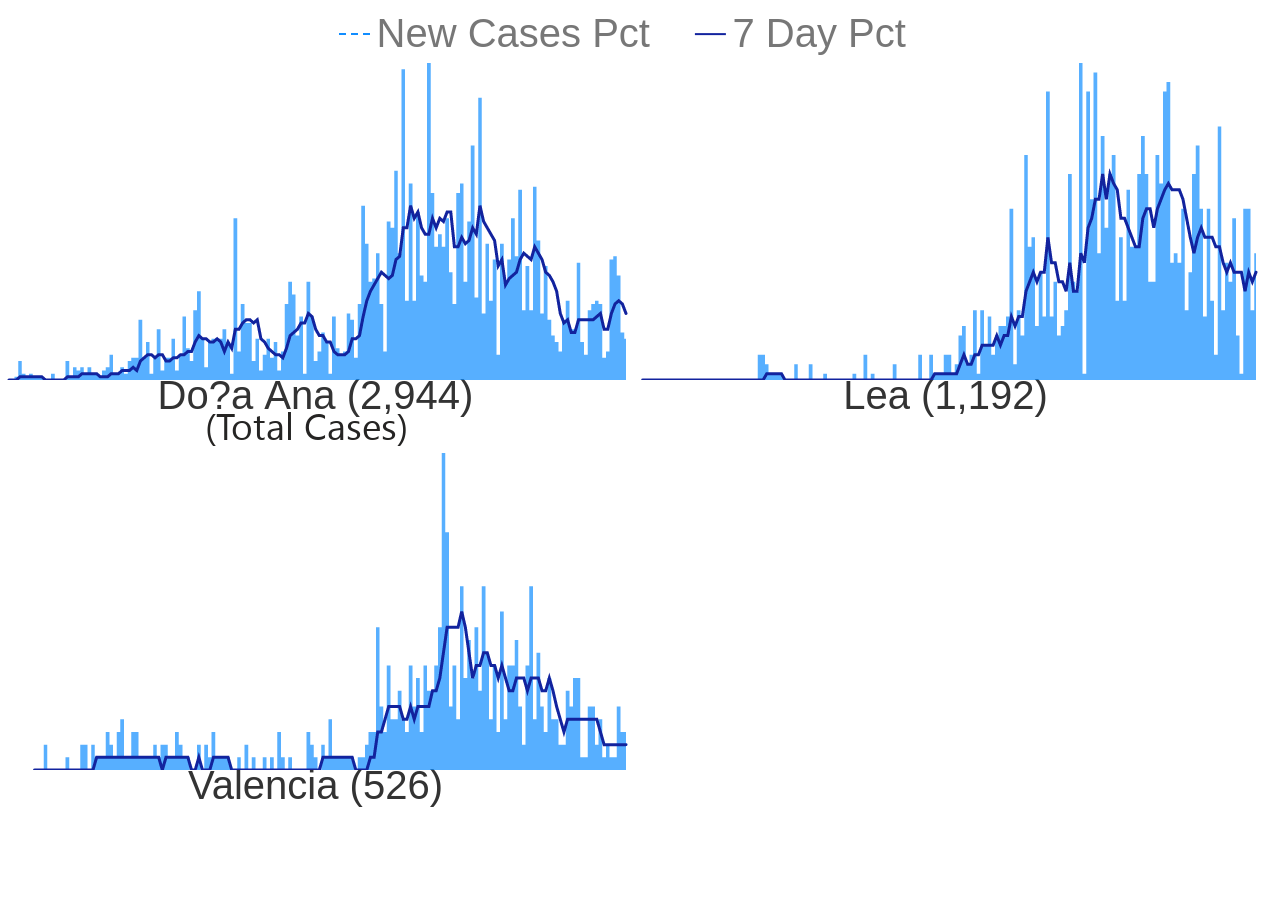 New Cases Pct 7 Day Pct
Do?a Ana (2,944)
(Total Cases)
Lea (1,192)
Valencia (526)